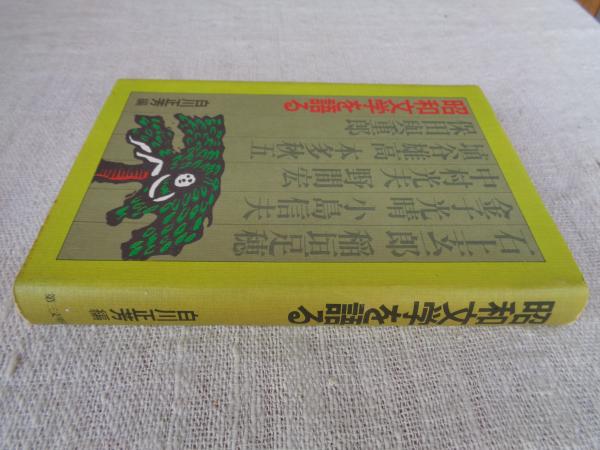 昭和文学を語る
白川正芳編
保田與重郎
埴谷雄高 本多秋五
中村光夫 野間宏
金子光晴 小島信夫
石上玄一郎 稲垣足穂
昭和文学を語る
白川正芳編